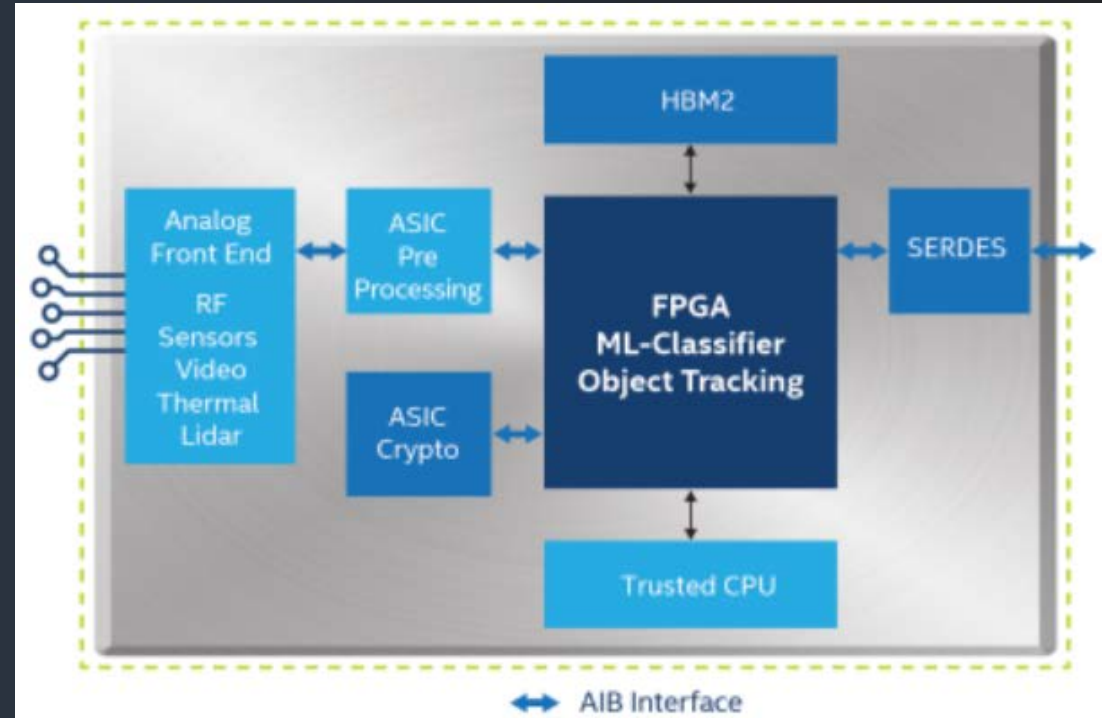 HBM2
Analog
Front End
RF
Sensors
Video
Thermal
Lidar
ASIC
Pre
Processing
ASIC
Crypto
FPGA
ML-Classifier
Object Tracking
SERDES
Trusted CPU
AIB Interface